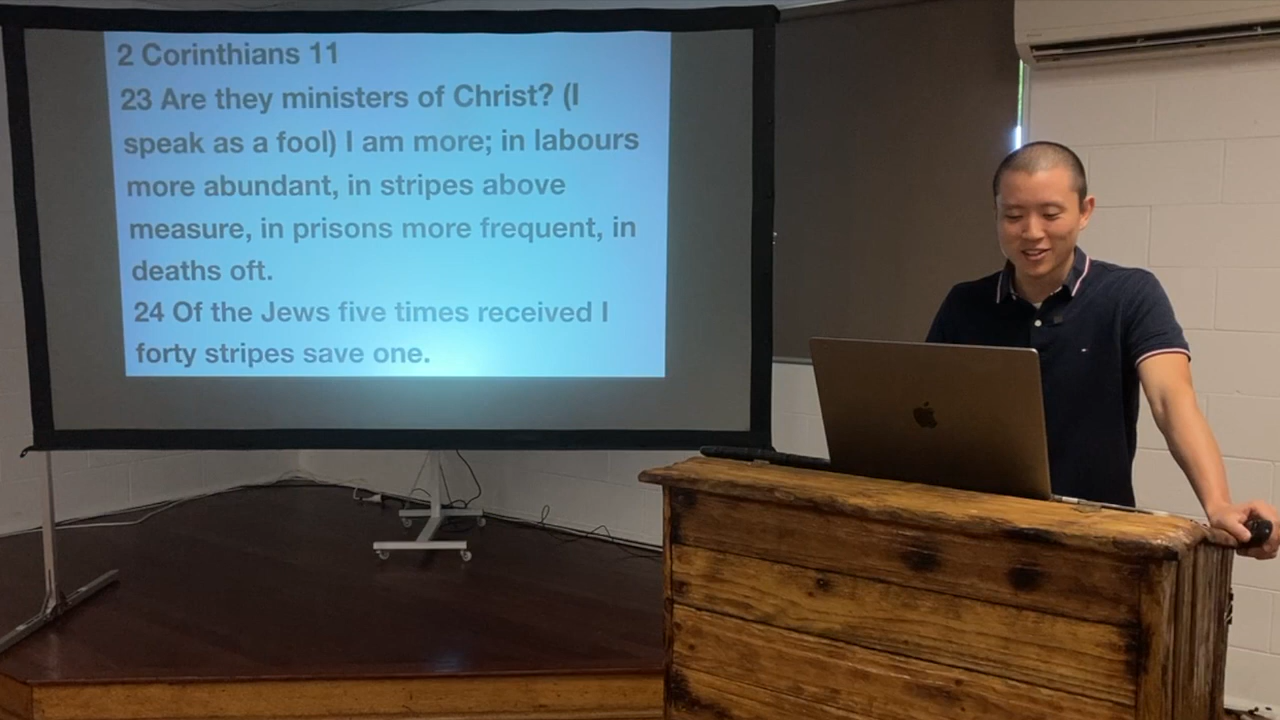 2 Corinthians 11
23 Are they ministers of Christ? (I
speak as a fool) I am more; in labours
more abundant, in stripes above
measure, in prisons more frequent, in
deaths oft.
24 Of the Jews five times received I
forty stripes save one.